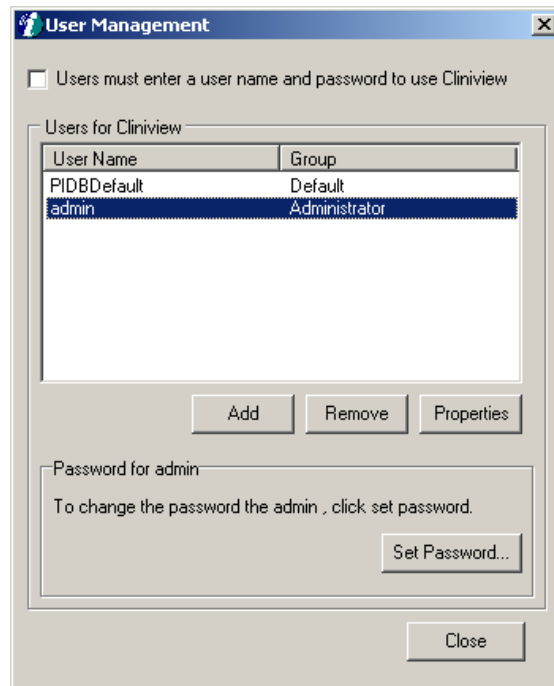 User Management
Users must enter a user name and password to use Cliniview
Users for Cliniview
User Name Group
PIDBDefault Default
admin Administrator
Add Remove Properties
Password for admin
To change the password the admin , click set password.
Set Password...
Close